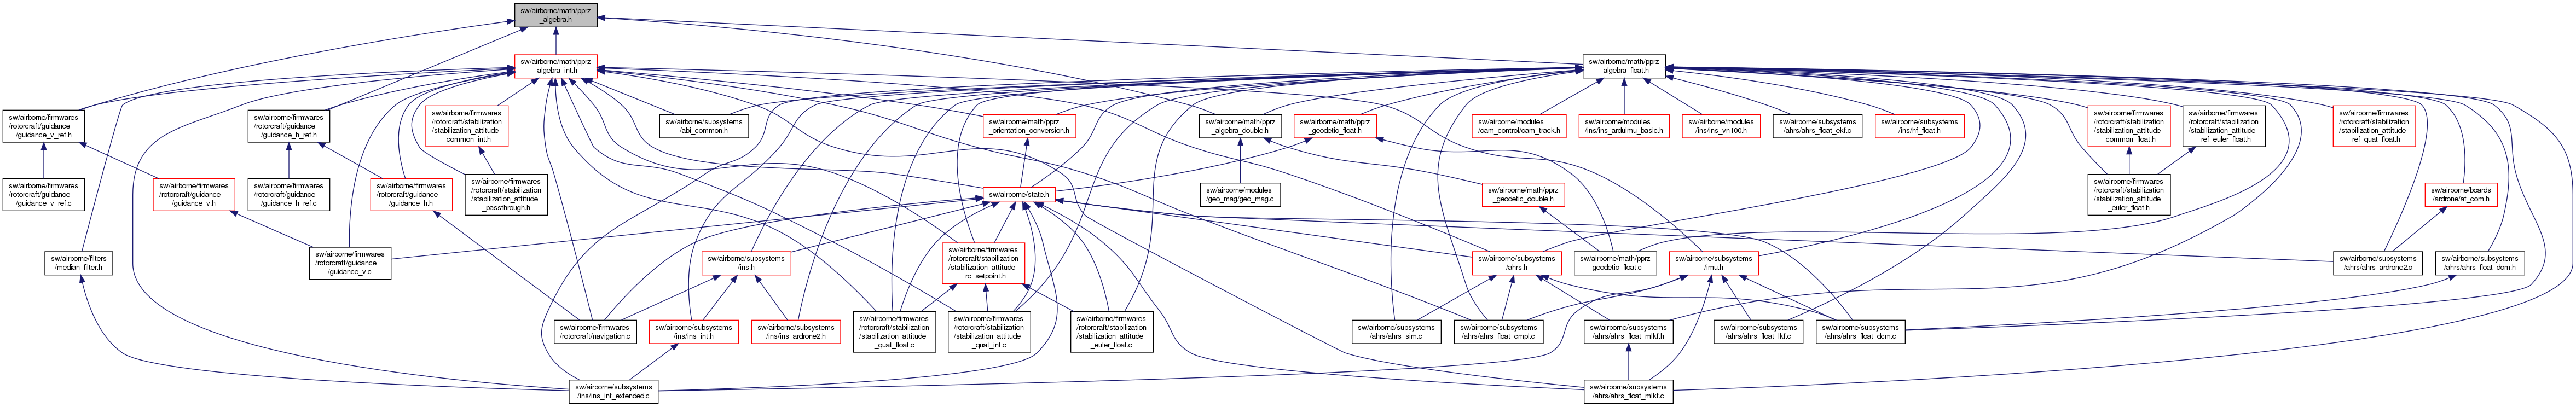 sw/airborne/math/pprz
_algebra.h
sw/airborne/math/pprz
_algebra_int.h
sw/airborne/math/pprz
_algebra_float.h
sw/airborne/firmwares
/rotorcraft/guidance
/guidance_v_ref.h
sw/airborne/firmwares
/rotorcraft/guidance
/guidance_h_ref.h
sw/airborne/firmwares
/rotorcraft/stabilization
/stabilization_attitude
_common_int.h
sw/airborne/subsystems
/abi_common.h
sw/airborne/math/pprz
_orientation_conversion.h
sw/airborne/math/pprz
_algebra_double.h
sw/airborne/math/pprz
_geodetic_float.h
sw/airborne/modules
/cam_control/cam_track.h
sw/airborne/modules
/ins/ins_arduimu_basic.h
sw/airborne/modules
/ins/ins_vn100.h
sw/airborne/subsystems
/ahrs/ahrs_float_ekf.c
sw/airborne/subsystems
/ins/hf_float.h
sw/airborne/firmwares
/rotorcraft/stabilization
/stabilization_attitude
_common_float.h
sw/airborne/firmwares
/rotorcraft/stabilization
/stabilization_attitude
_ref_euler_float.h
sw/airborne/firmwares
/rotorcraft/stabilization
/stabilization_attitude
_ref_quat_float.h
sw/airborne/firmwares
/rotorcraft/guidance
/guidance_v_ref.c
sw/airborne/firmwares
/rotorcraft/guidance
/guidance_v.h
sw/airborne/firmwares
/rotorcraft/guidance
/guidance_h_ref.c
sw/airborne/firmwares
/rotorcraft/guidance
/guidance_h.h
sw/airborne/firmwares
/rotorcraft/stabilization
/stabilization_attitude
_passthrough.h
sw/airborne/state.h
sw/airborne/modules
/geo_mag/geo_mag.c
sw/airborne/math/pprz
_geodetic_double.h
sw/airborne/firmwares
/rotorcraft/stabilization
/stabilization_attitude
_euler_float.h
sw/airborne/boards
/ardrone/at_com.h
sw/airborne/filters
/median_filter.h
sw/airborne/firmwares
/rotorcraft/guidance
/guidance_v.c
sw/airborne/subsystems
/ins.h
sw/airborne/firmwares
/rotorcraft/stabilization
/stabilization_attitude
_rc_setpoint.h
sw/airborne/subsystems
/ahrs.h
sw/airborne/math/pprz
_geodetic_float.c
sw/airborne/subsystems
/imu.h
sw/airborne/subsystems
/ahrs/ahrs_ardrone2.c
sw/airborne/subsystems
/ahrs/ahrs_float_dcm.h
sw/airborne/firmwares
/rotorcraft/navigation.c
sw/airborne/subsystems
/ins/ins_int.h
sw/airborne/subsystems
/ins/ins_ardrone2.h
sw/airborne/firmwares
/rotorcraft/stabilization
/stabilization_attitude
_quat_float.c
sw/airborne/firmwares
/rotorcraft/stabilization
/stabilization_attitude
_quat_int.c
sw/airborne/firmwares
/rotorcraft/stabilization
/stabilization_attitude
_euler_float.c
sw/airborne/subsystems
/ahrs/ahrs_sim.c
sw/airborne/subsystems
/ahrs/ahrs_float_cmpl.c
sw/airborne/subsystems
/ahrs/ahrs_float_mlkf.h
sw/airborne/subsystems
/ahrs/ahrs_float_lkf.c
sw/airborne/subsystems
/ahrs/ahrs_float_dcm.c
sw/airborne/subsystems
/ins/ins_int_extended.c
sw/airborne/subsystems
/ahrs/ahrs_float_mlkf.c